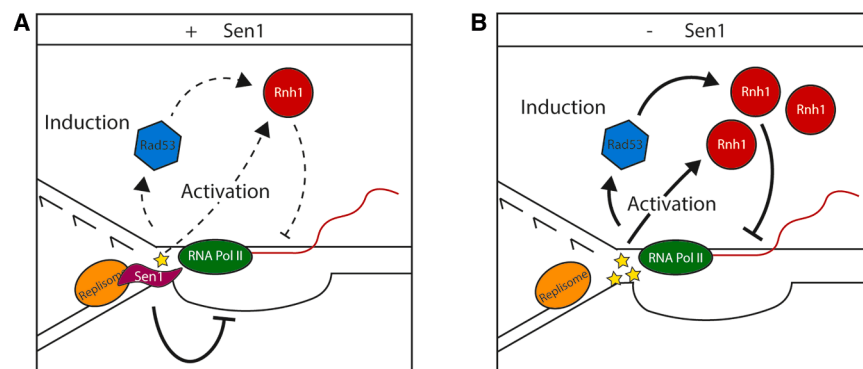 A
+ Sen1
Rnh1
Induction
Rad53
Activation
RNA Pol II
Sen1
Replisome
B
- Sen1
Rnh1
Rnh1
Induction
Rad53
Rnh1
Activation
RNA Pol II
Replisome